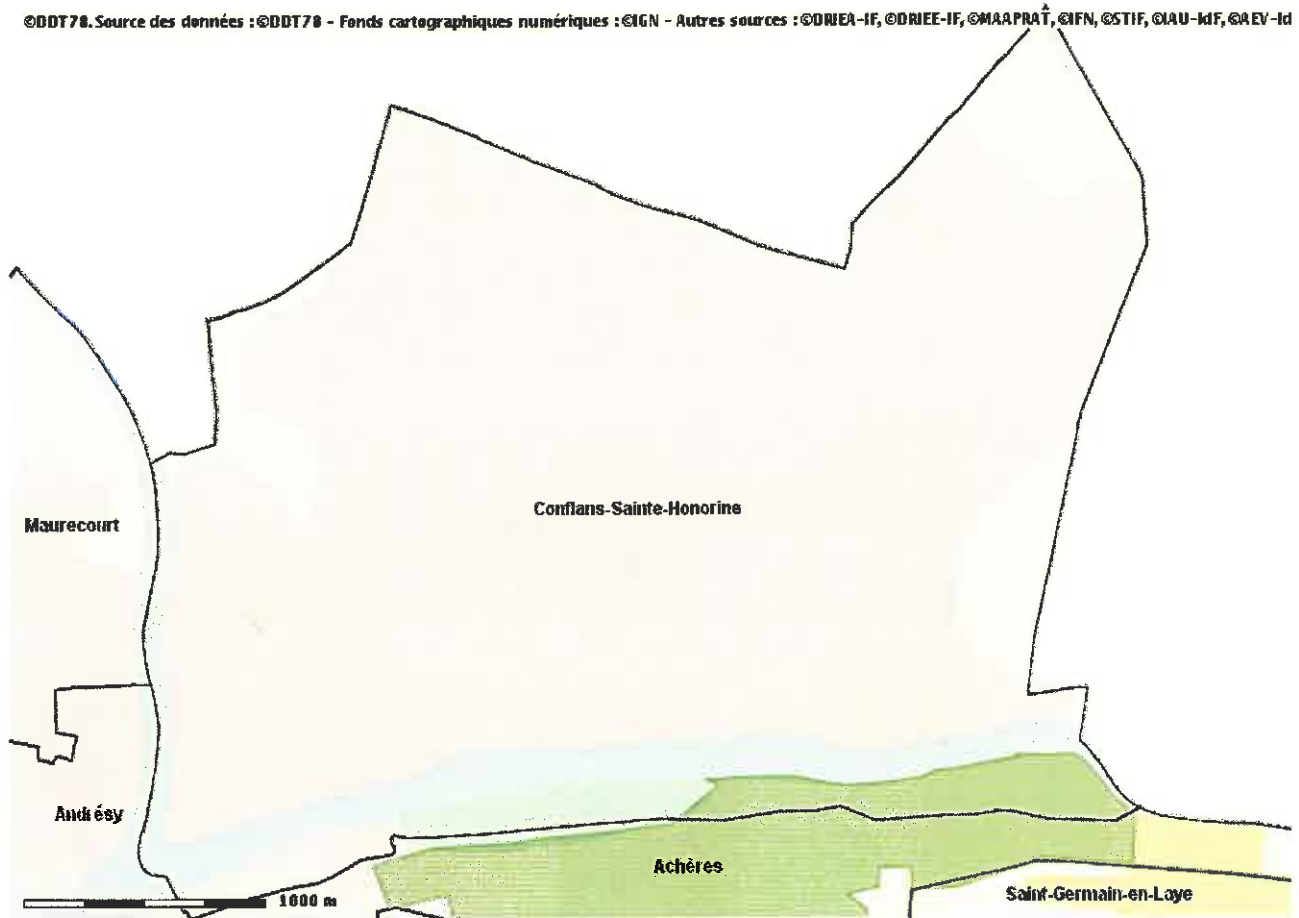 ©DDT78. Source des données : ©DDT78 - Fonds cartographiques numériques : ©IGN - Autres sources : ©DRIEA-IF, ©DRIEE-IF, ©MAAPRAT, ©IFN, ©STIF, ©IAU-IdF, ©AEV-Id
Conflans-Sainte-Honorine
Maurecourt
Andrésy
Achères
Saint-Germain-en-Laye
1000 m